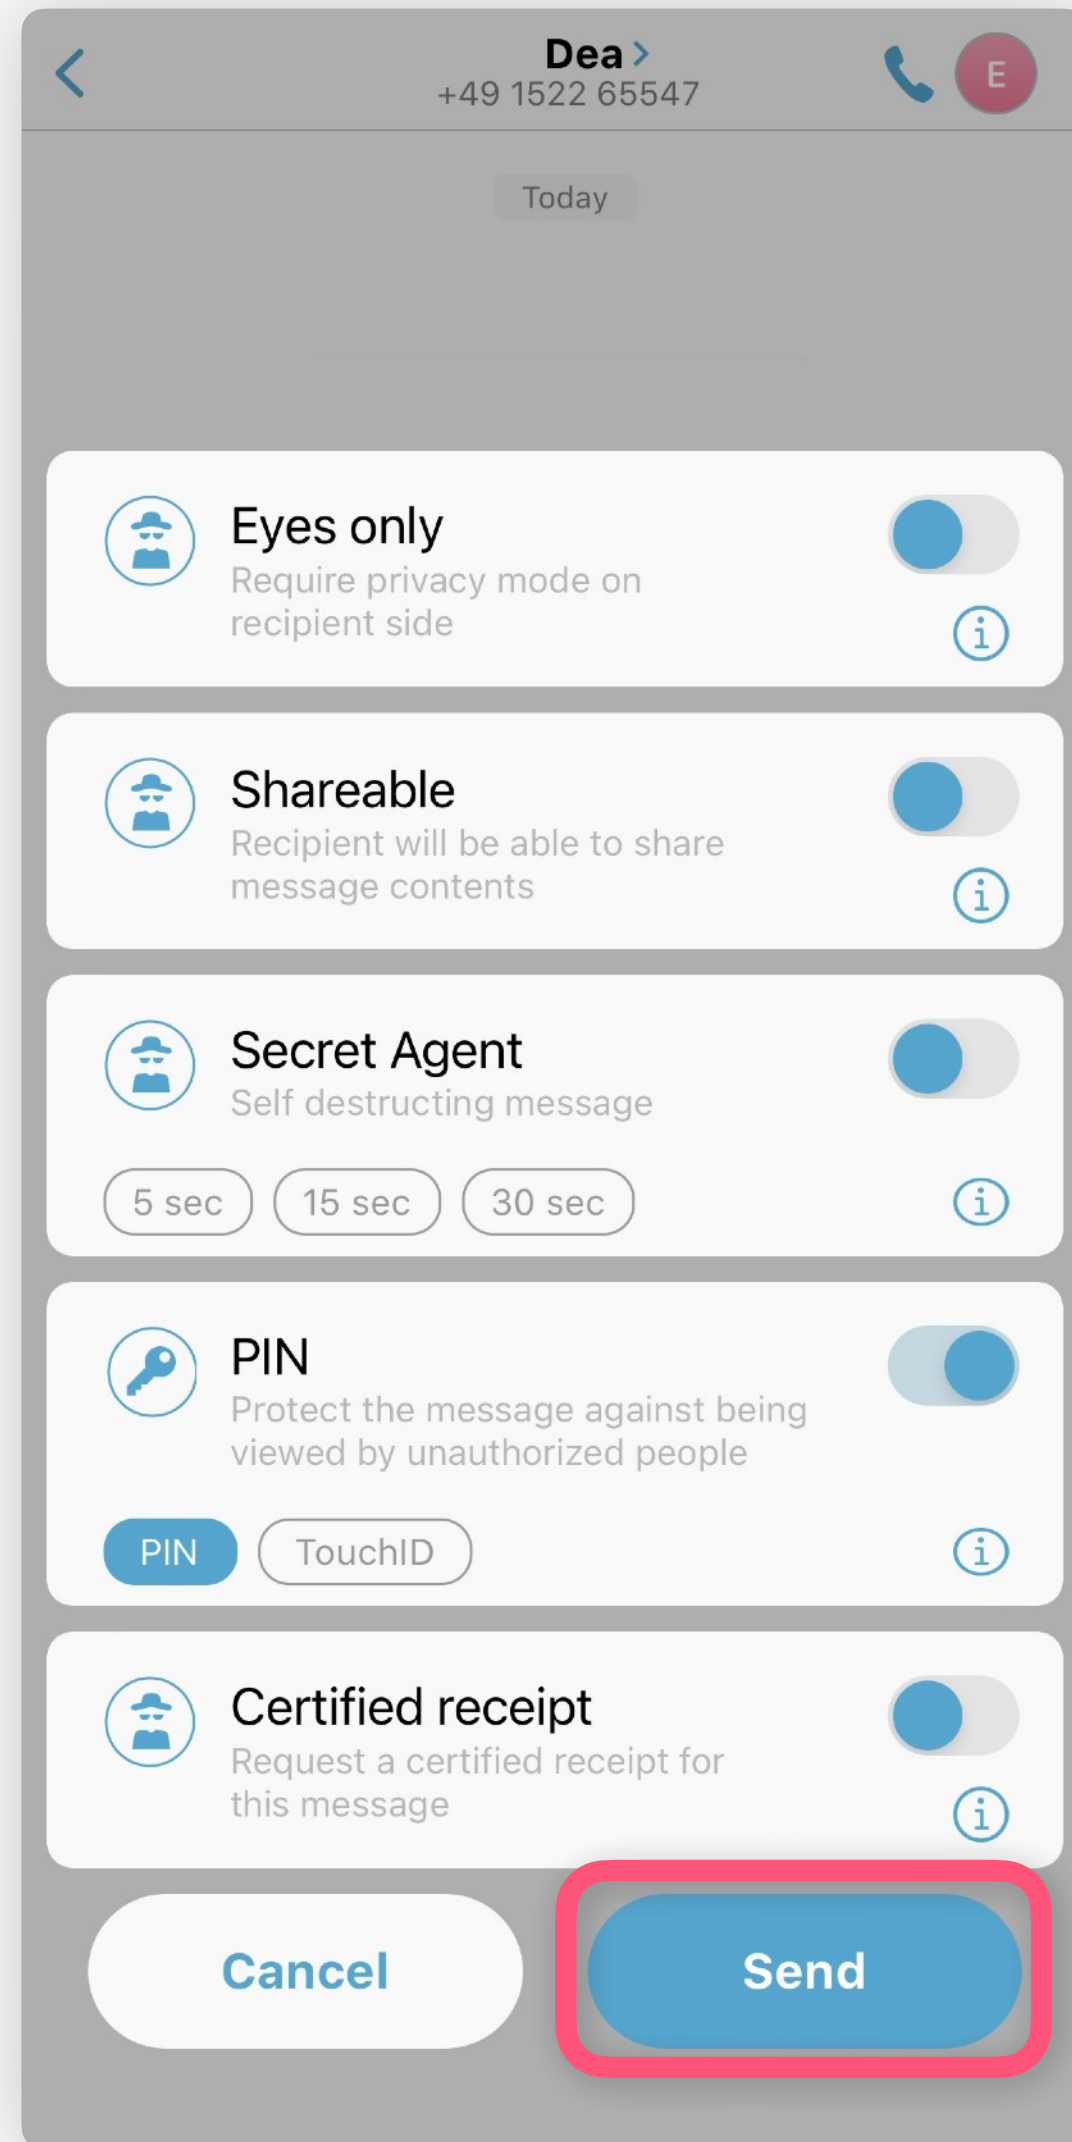 Dea
+49 1522 65547
E
Today
Eyes only
Require privacy mode on
recipient side
Shareable
Recipient will be able to share
message contents
Secret Agent
Self destructing message
5 sec
15 sec
30 sec
PIN
Protect the message against being
viewed by unauthorized people
PIN
TouchID
Certified receipt
Request a certified receipt for
this message
Cancel
Send